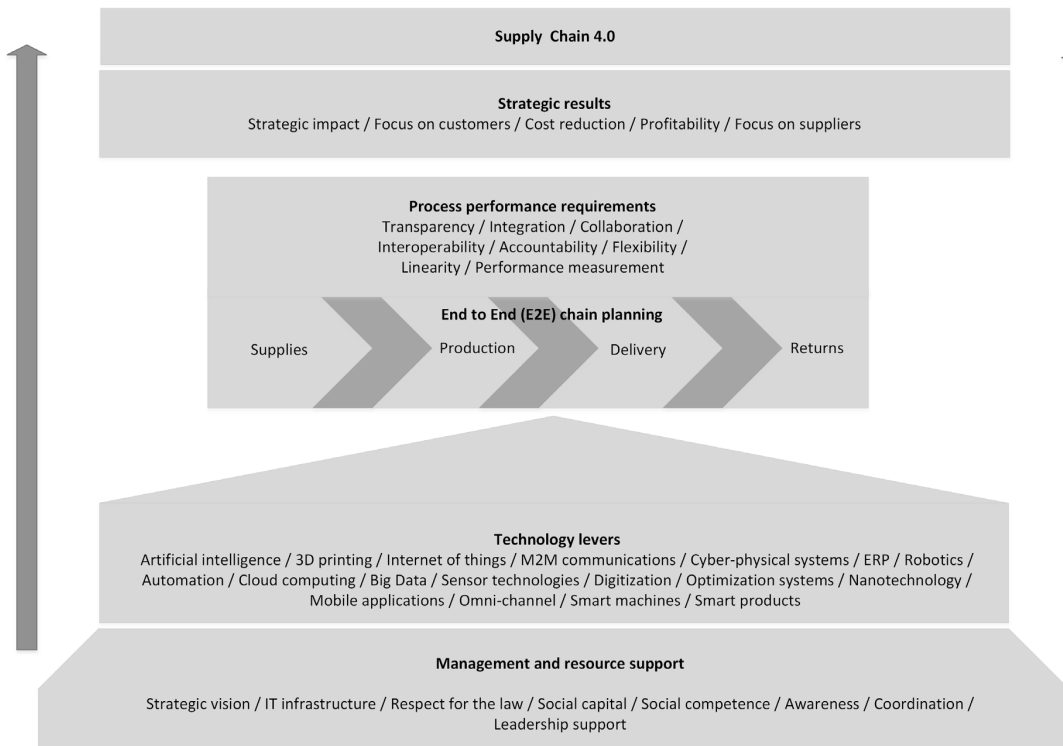 Supply Chain 4.0
Strategic results
Strategic impact / Focus on customers / Cost reduction / Profitability / Focus on suppliers
Process performance requirements
Transparency / Integration / Collaboration /
Interoperability / Accountability / Flexibility /
Linearity / Performance measurement
End to End (E2E) chain planning
Supplies
Production
Delivery
Returns
Technology levers
Artificial intelligence / 3D printing / Internet of things / M2M communications / Cyber-physical systems / ERP / Robotics /
Automation / Cloud computing / Big Data / Sensor technologies / Digitization / Optimization systems / Nanotechnology /
Mobile applications / Omni-channel / Smart machines / Smart products
Management and resource support
Strategic vision / IT infrastructure / Respect for the law / Social capital / Social competence / Awareness / Coordination /
Leadership support